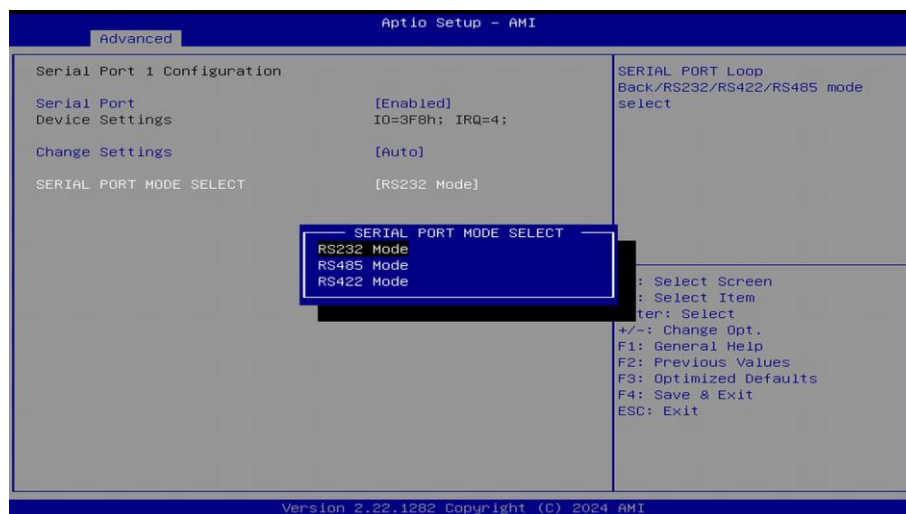 Aptio Setup – AMI
Advanced
Serial Port 1 Configuration
Serial Port [Enabled]
Device Settings IO=3F8h; IRQ=4;
Change Settings [Auto]
SERIAL PORT MODE SELECT [RS232 Mode]
SERIAL PORT MODE SELECT
RS232 Mode
RS485 Mode
RS422 Mode
SERIAL PORT Loop
Back/RS232/RS422/RS485 mode
select
: Select Screen
: Select Item
ter: Select
+/-: Change Opt.
F1: General Help
F2: Previous Values
F3: Optimized Defaults
F4: Save & Exit
ESC: Exit
Version 2.22.1282 Copyright (C) 2024 AMI